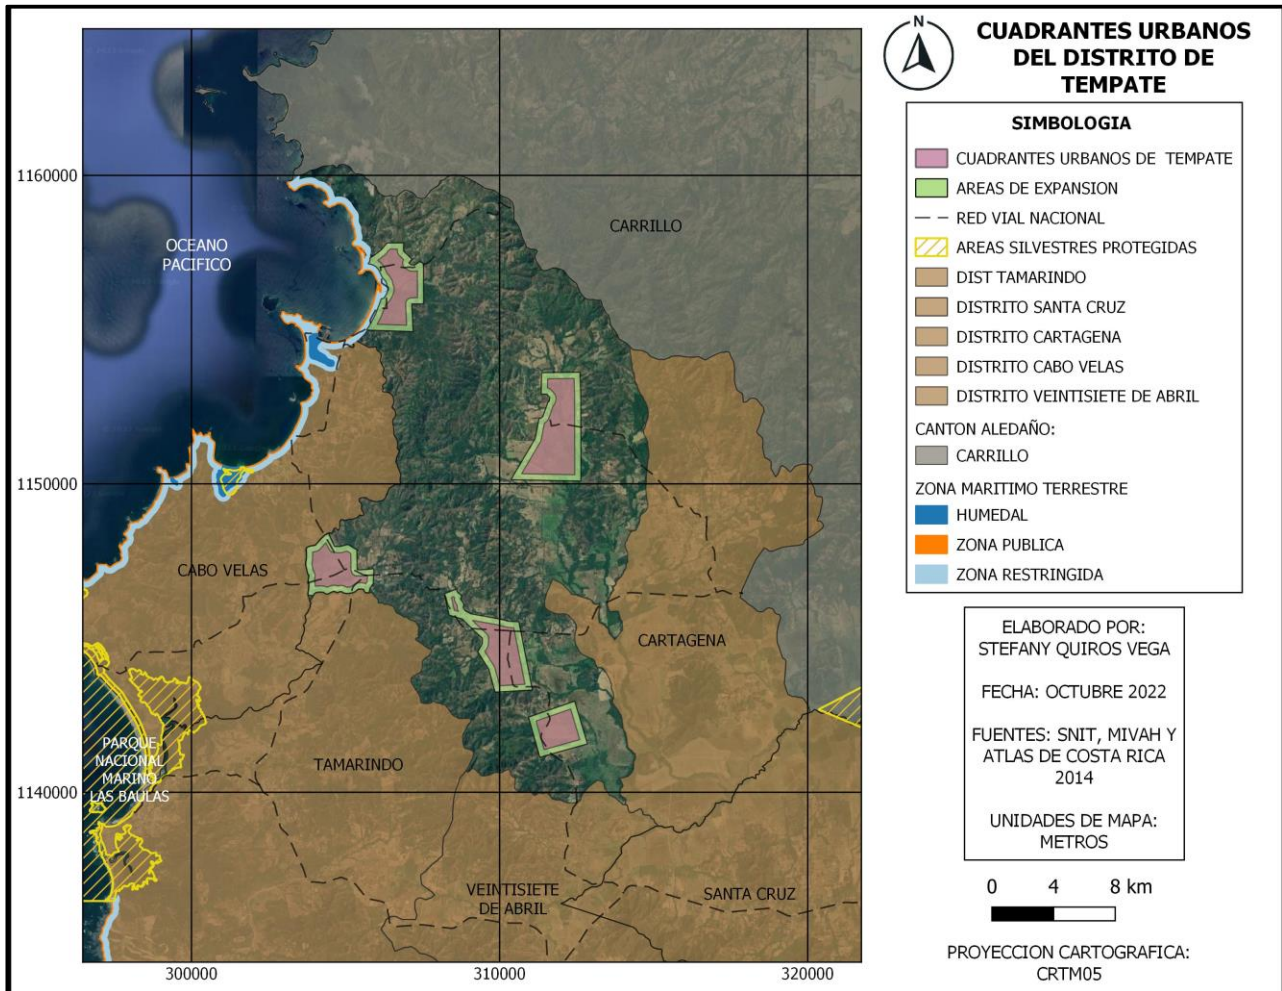 N
CUADRANTES URBANOS
DEL DISTRITO DE
TEMPATE
SIMBOLOGIA
CUADRANTES URBANOS DE TEMPATE
AREAS DE EXPANSION
RED VIAL NACIONAL
AREAS SILVESTRES PROTEGIDAS
DIST TAMARINDO
DISTRITO SANTA CRUZ
DISTRITO CARTAGENA
DISTRITO CABO VELAS
DISTRITO VEINTISIETE DE ABRIL
CANTON ALEDAÑO:
CARRILLO
ZONA MARITIMO TERRESTRE
HUMEDAL
ZONA PUBLICA
ZONA RESTRINGIDA
ELABORADO POR:
STEFANY QUIROS VEGA
FECHA: OCTUBRE 2022
FUENTES: SNIT, MIVAH Y
ATLAS DE COSTA RICA
2014
UNIDADES DE MAPA:
METROS
0 4 8 km
PROYECCION CARTOGRAFICA:
CRTM05
1160000
1150000
1140000
300000
310000
320000
OCEANO
PACIFICO
CARRILLO
CABO VELAS
CARTAGENA
PARQUE
NACIONAL
MARINO
LAS BAULAS
TAMARINDO
VEINTISIETE
DE ABRIL
SANTA CRUZ